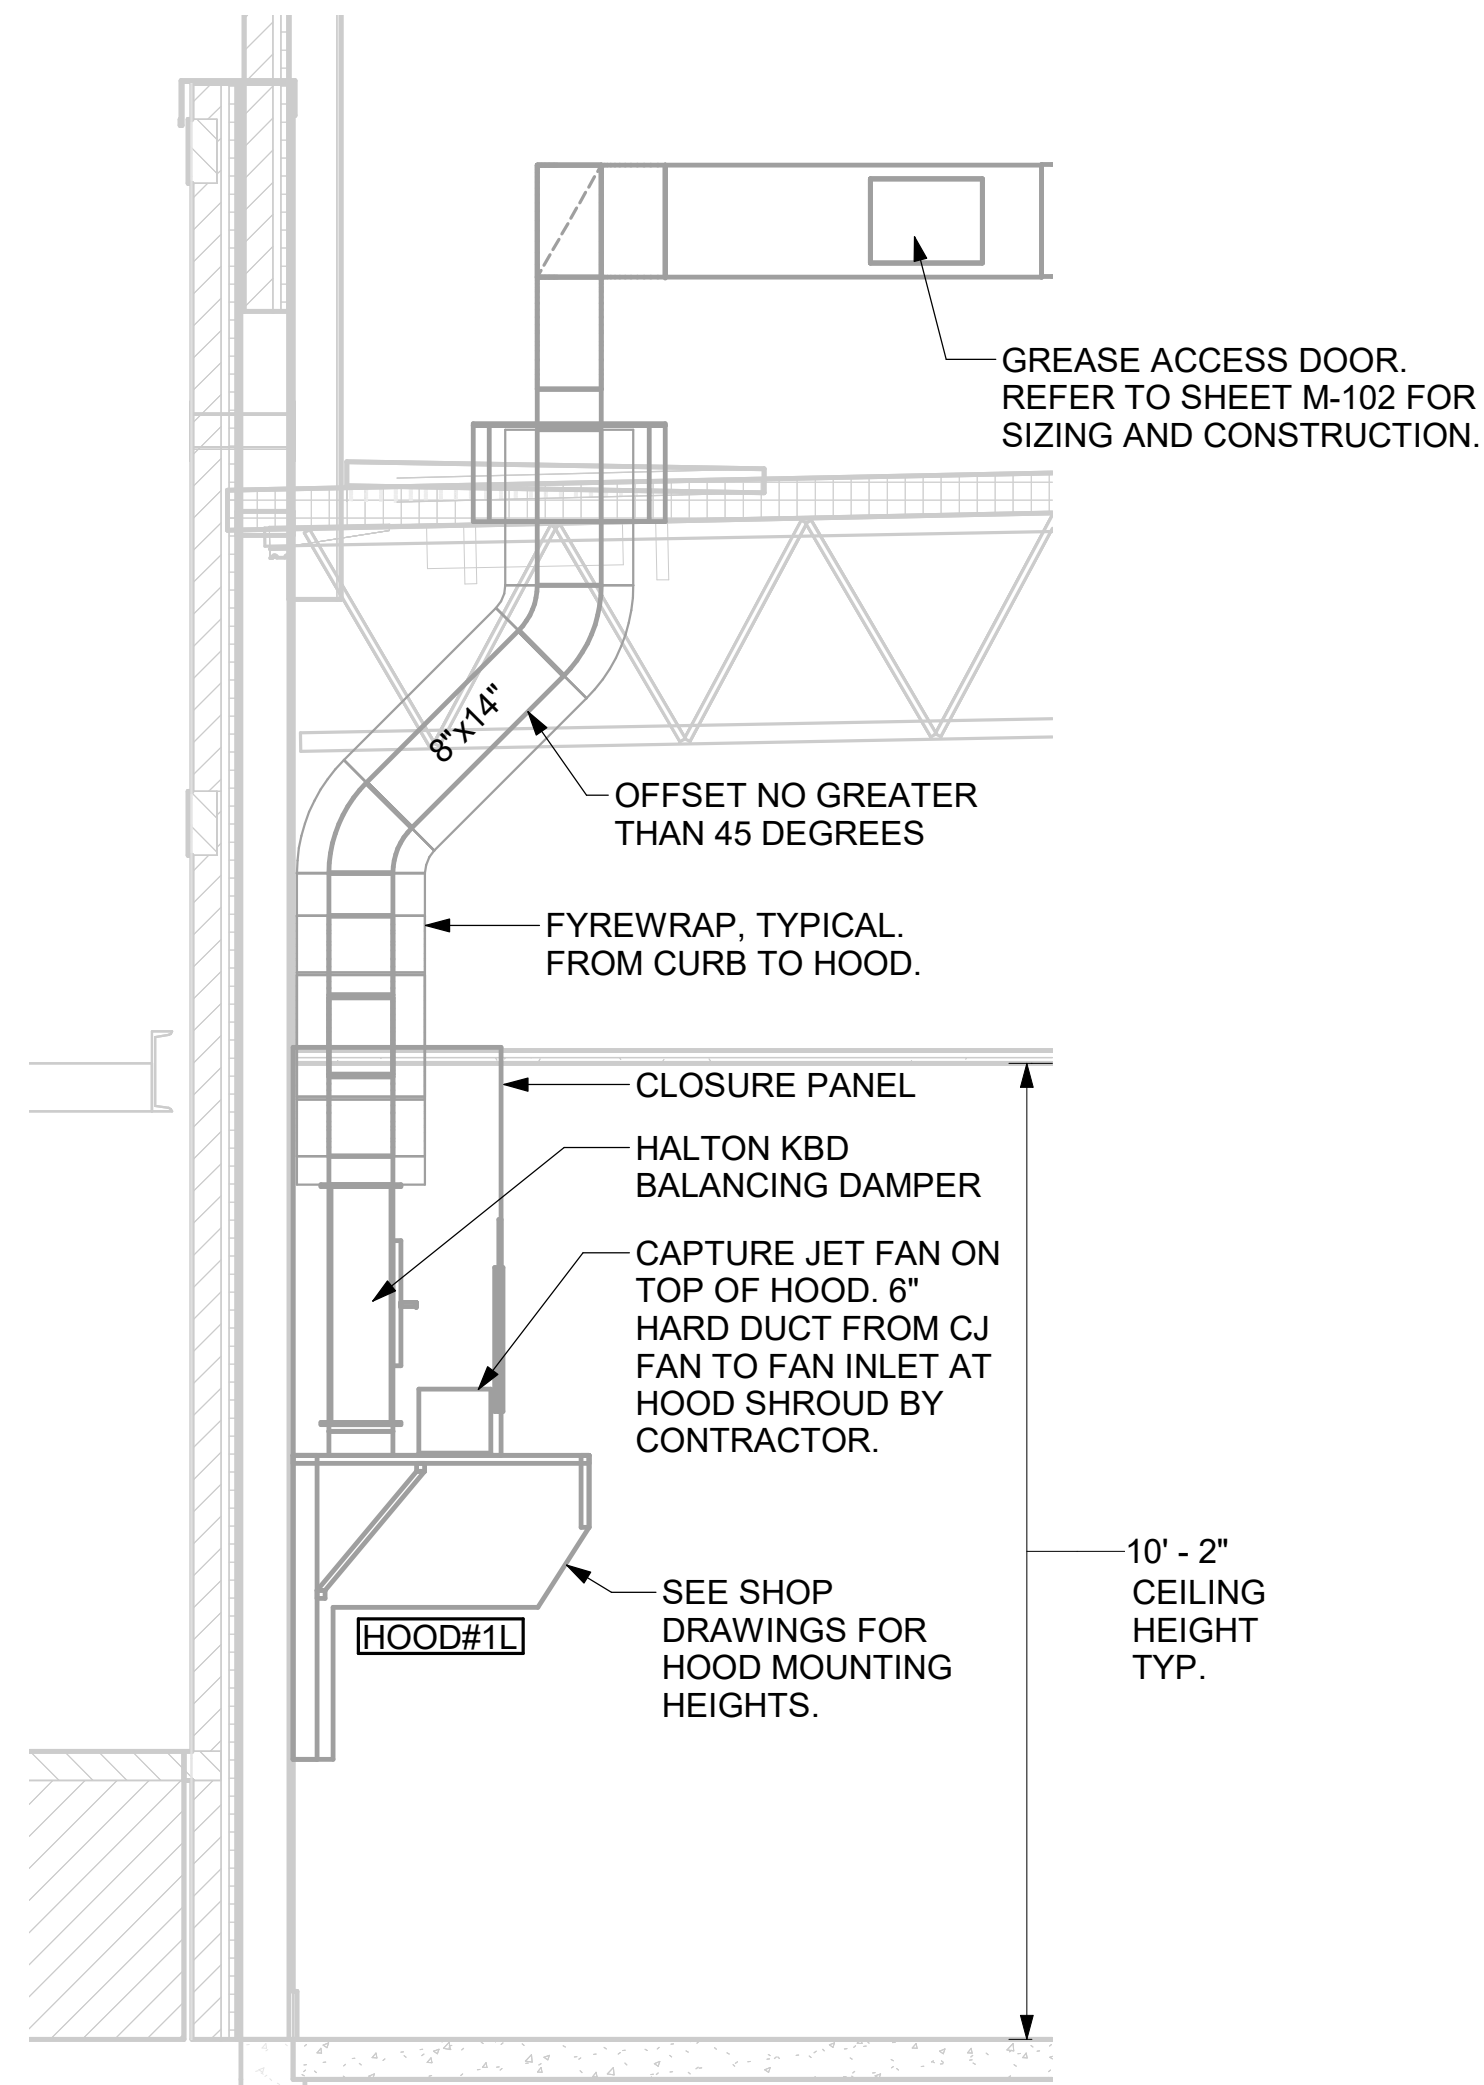 GREASE ACCESS DOOR.
REFER TO SHEET M-102 FOR
SIZING AND CONSTRUCTION.
8"x14"
OFFSET NO GREATER
THAN 45 DEGREES
FYREWRAP, TYPICAL.
FROM CURB TO HOOD.
CLOSURE PANEL
HALTON KBD
BALANCING DAMPER
CAPTURE JET FAN ON
TOP OF HOOD. 6"
HARD DUCT FROM CJ
FAN TO FAN INLET AT
HOOD SHROUD BY
CONTRACTOR.
10' - 2"
CEILING
HEIGHT
TYP.
SEE SHOP
DRAWINGS FOR
HOOD MOUNTING
HEIGHTS.
HOOD#1L